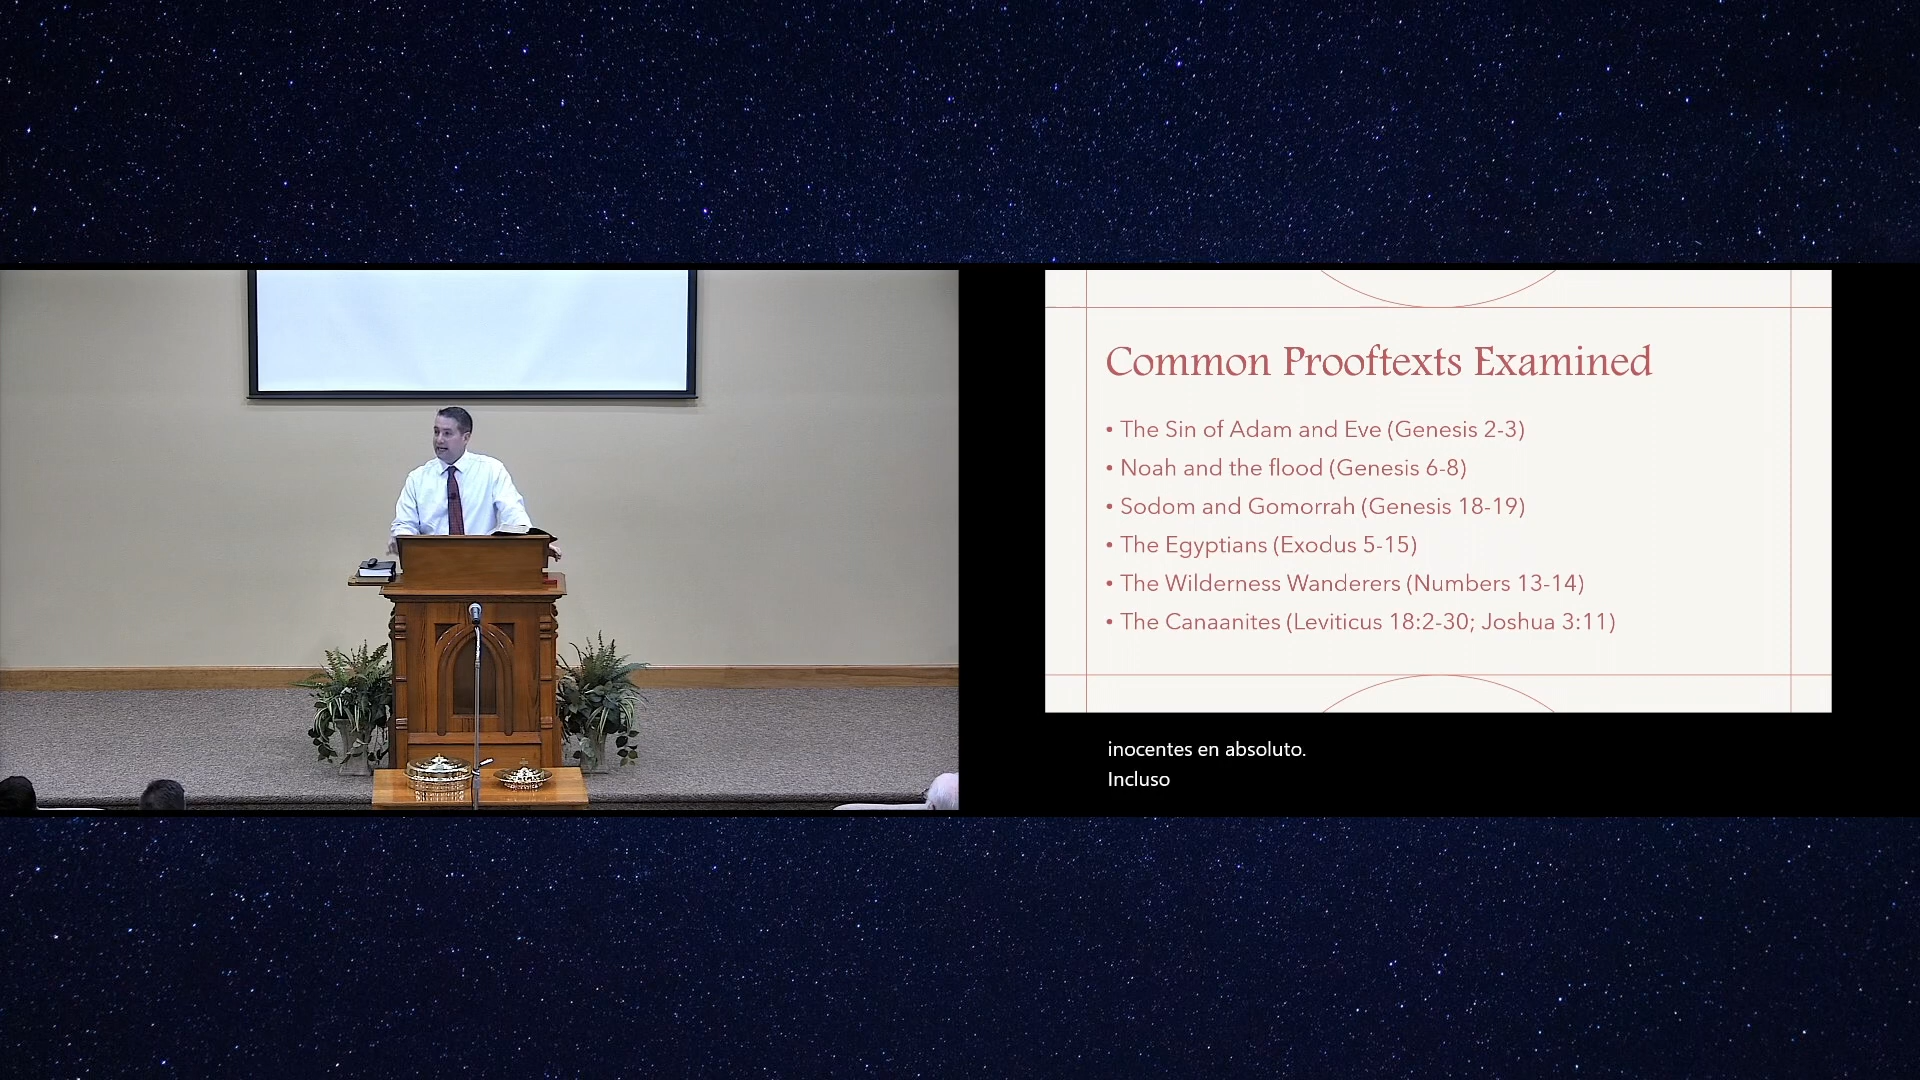 Common Prooftexts Examined
• The Sin of Adam and Eve (Genesis 2-3)
• Noah and the flood (Genesis 6-8)
• Sodom and Gomorrah (Genesis 18-19)
• The Egyptians (Exodus 5-15)
• The Wilderness Wanderers (Numbers 13-14)
• The Canaanites (Leviticus 18:2-30; Joshua 3:11)
inocentes en absoluto.
Incluso